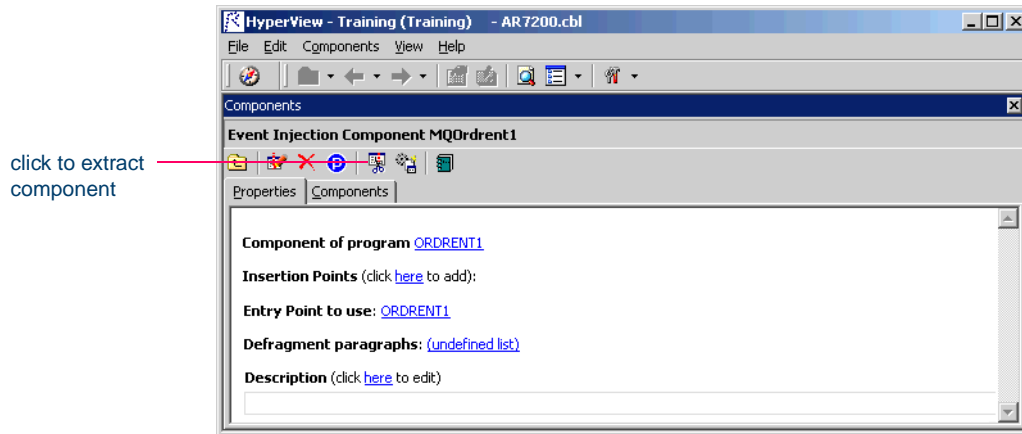 HyperView - Training (Training) - AR7200.cbl
File Edit Components View Help
Components
Event Injection Component MQOrdrent1
click to extract
component
Properties Components
Component of program ORDRENT1
Insertion Points (click here to add):
Entry Point to use: ORDRENT1
Defragment paragraphs: (undefined list)
Description (click here to edit)